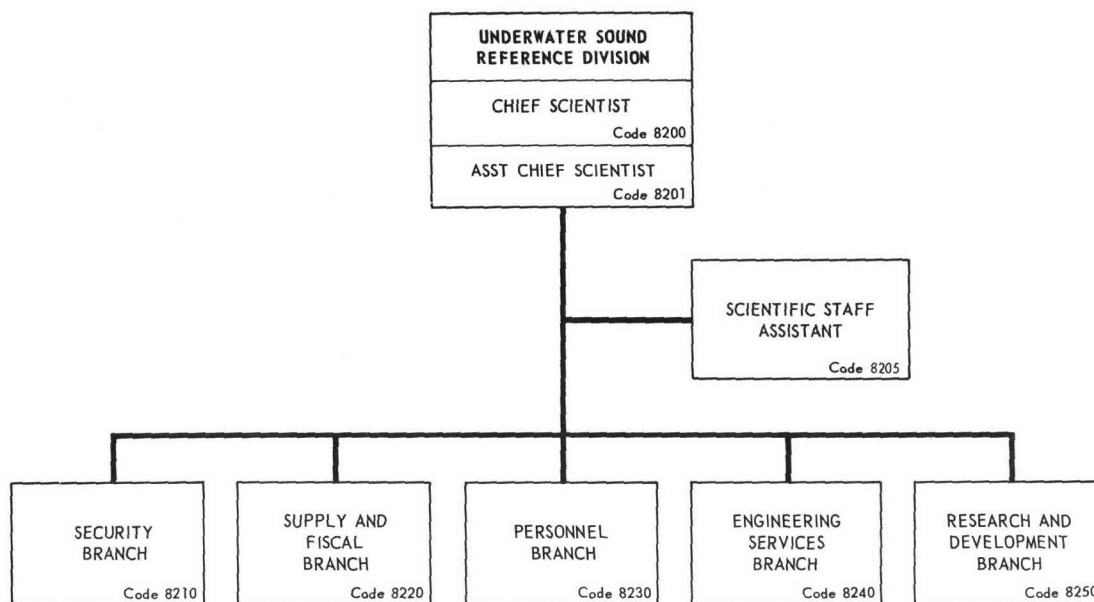 UNDERWATER SOUND
REFERENCE DIVISION
CHIEF SCIENTIST
Code 8200
ASST CHIEF SCIENTIST
Code 8201
SCIENTIFIC STAFF
ASSISTANT
Code 8205
SECURITY
BRANCH
Code 8210
SUPPLY AND
FISCAL
BRANCH
Code 8220
PERSONNEL
BRANCH
Code 8230
ENGINEERING
SERVICES
BRANCH
Code 8240
RESEARCH AND
DEVELOPMENT
BRANCH
Code 8250